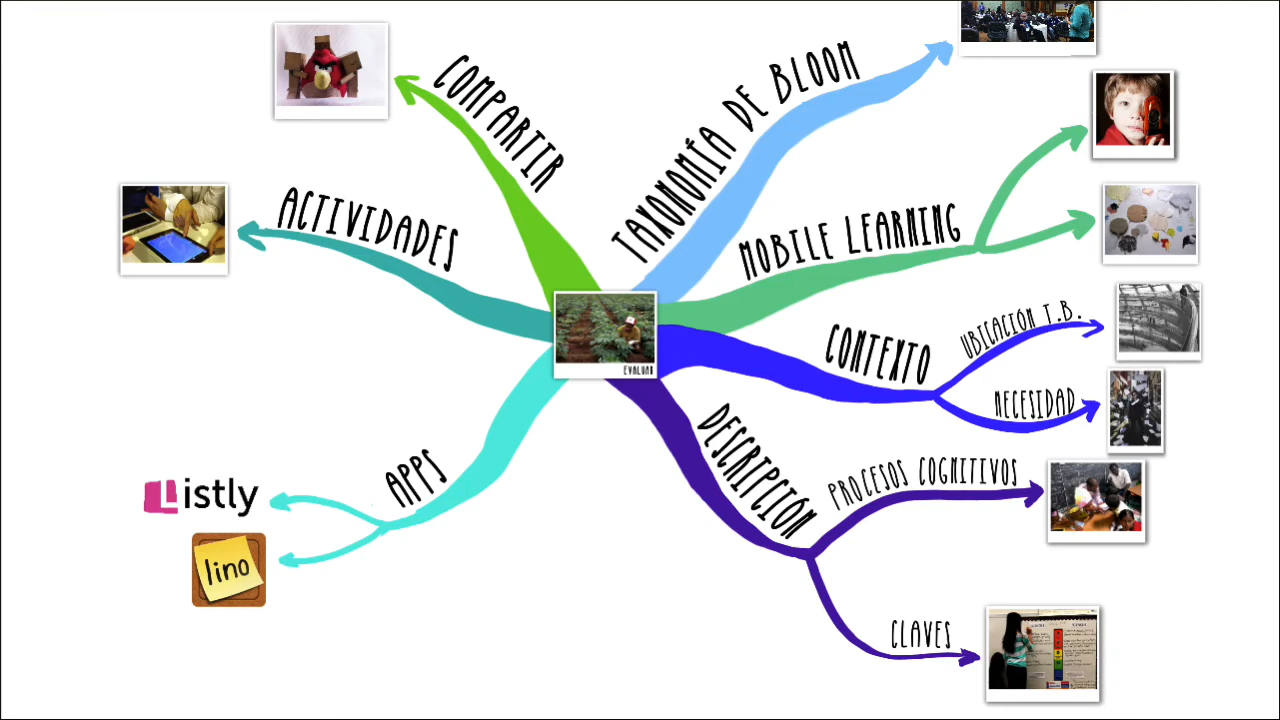 COMPARTIR
TAXONOMÍA DE BLOOM
ACTIVIDADES
MOBILE LEARNING
EVALUAR
CONTEXTO
UBICACIÓN T.B.
NECESIDAD
DESCRIPCIÓN
PROCESOS COGNITIVOS
CLAVES
APPS
Listly
lino